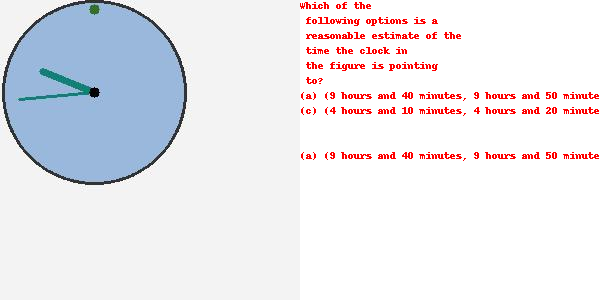 Which of the
following options is a
reasonable estimate of the
time the clock in
the figure is pointing
to?
(a) (9 hours and 40 minutes, 9 hours and 50 minute
(c) (4 hours and 10 minutes, 4 hours and 20 minute
(a) (9 hours and 40 minutes, 9 hours and 50 minute